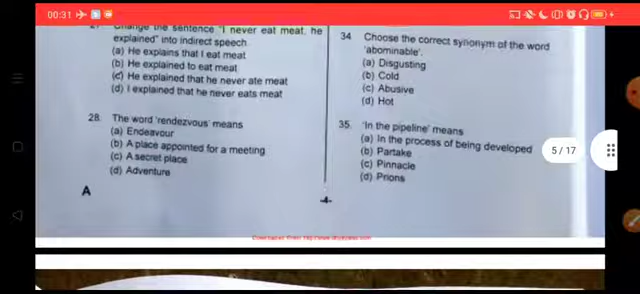 00:31
27. Change the sentence "I never eat meat, he
explained" into indirect speech.
(a) He explains that I eat meat
(b) He explained to eat meat
(c) He explained that he never ate meat
(d) I explained that he never eats meat
28. The word 'rendezvous' means
(a) Endeavour
(b) A place appointed for a meeting
(c) A secret place
(d) Adventure
A
34 Choose the correct synonym of the word
'abominable'.
(a) Disgusting
(b) Cold
(c) Abusive
(d) Hot
35. 'In the pipeline' means
(a) In the process of being developed
(b) Partake
(c) Pinnacle
(d) Prions
5 / 17
-4-